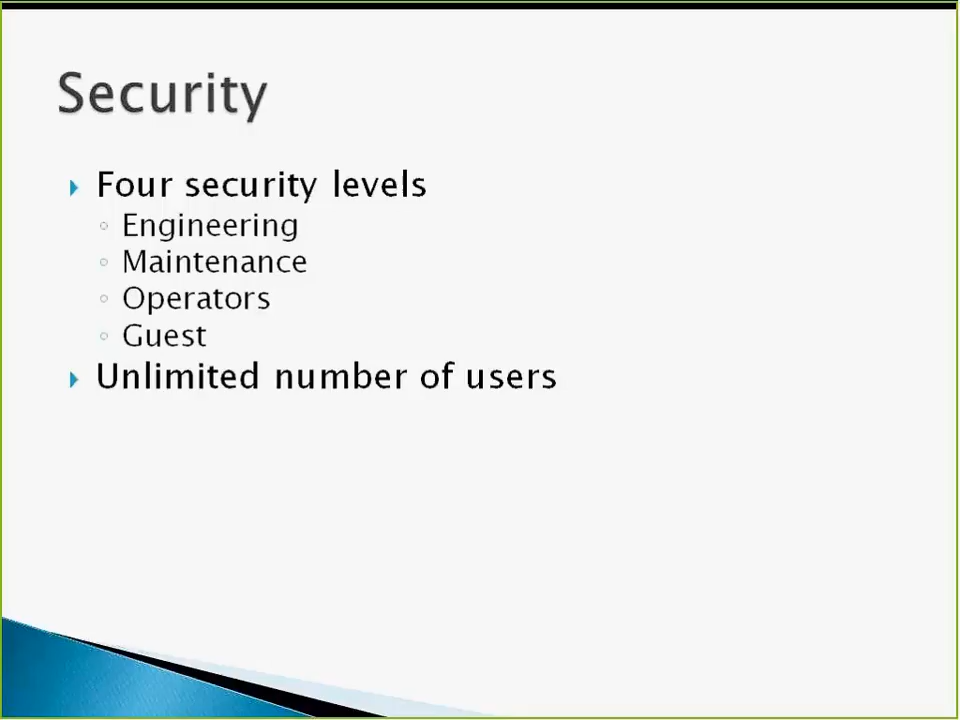 Security
Four security levels
Engineering
Maintenance
Operators
Guest
Unlimited number of users